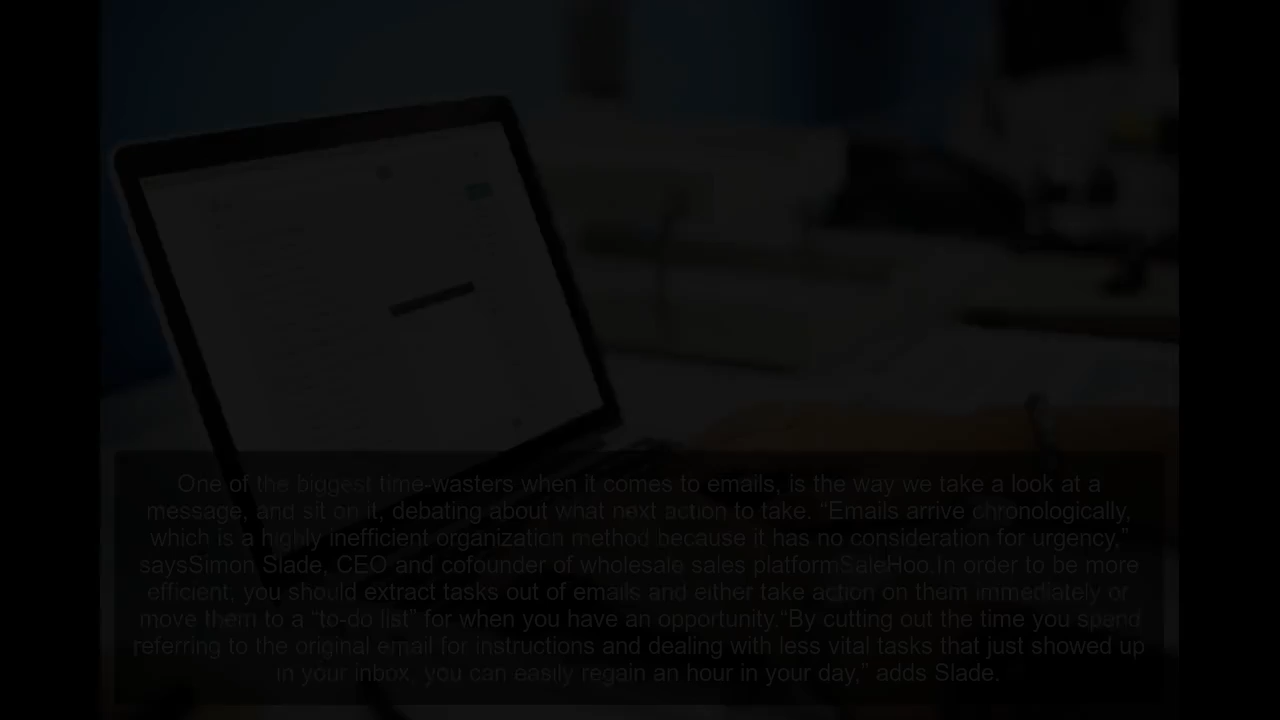 One of the biggest time-wasters when it comes to emails, is the way we take a look at a
message, and sit on it, debating about what next action to take. “Emails arrive chronologically,
which is a highly inefficient organization method because it has no consideration for urgency,”
saysSimon Slade, CEO and cofounder of wholesale sales platformSaleHoo.In order to be more
efficient, you should extract tasks out of emails and either take action on them immediately or
move them to a “to-do list” for when you have an opportunity.“By cutting out the time you spend
referring to the original email for instructions and dealing with less vital tasks that just showed up
in your inbox, you can easily regain an hour in your day,” adds Slade.